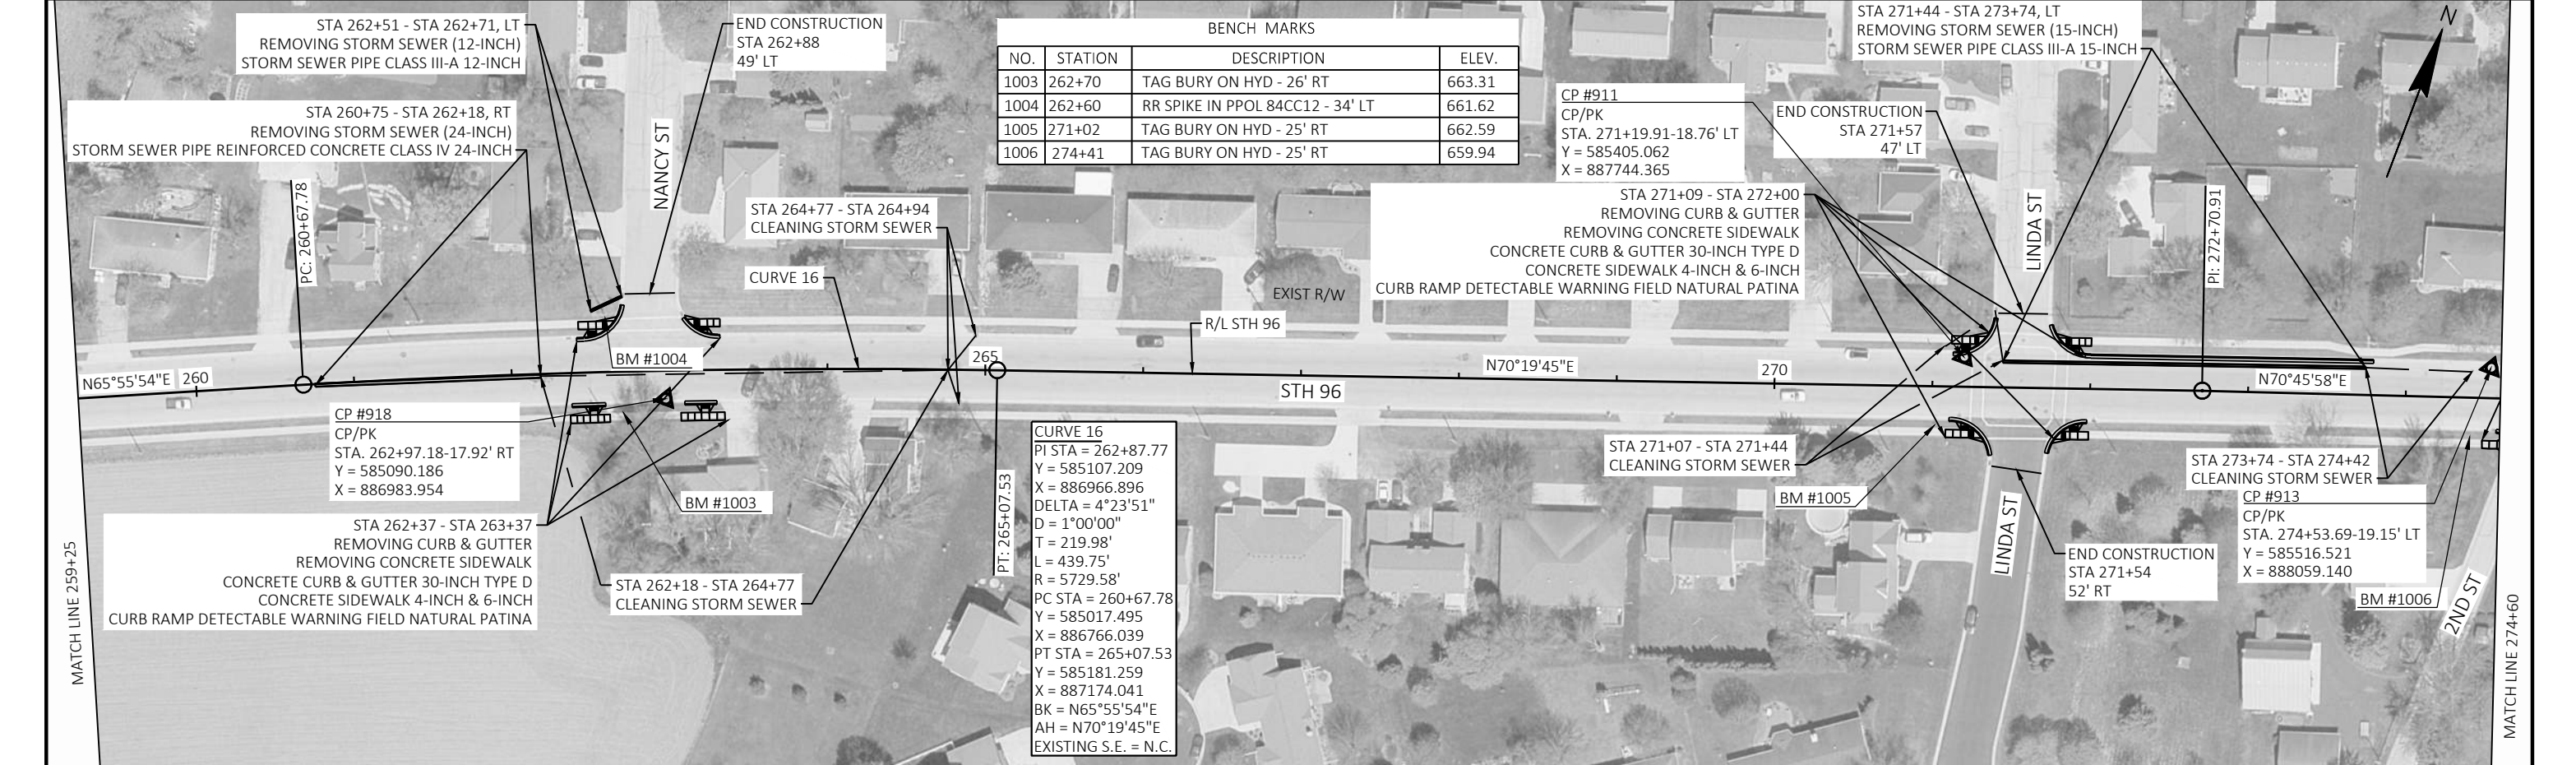 STA 262+51 - STA 262+71, LT
REMOVING STORM SEWER (12-INCH)
STORM SEWER PIPE CLASS III-A 12-INCH
END CONSTRUCTION
STA 262+88
49' LT
BENCH MARKS
NO. STATION DESCRIPTION ELEV.
1003 262+70 TAG BURY ON HYD - 26' RT 663.31
1004 262+60 RR SPIKE IN PPOL 84CC12 - 34' LT 661.62
1005 271+02 TAG BURY ON HYD - 25' RT 662.59
1006 274+41 TAG BURY ON HYD - 25' RT 659.94
STA 271+44 - STA 273+74, LT
REMOVING STORM SEWER (15-INCH)
STORM SEWER PIPE CLASS III-A 15-INCH
N
STA 260+75 - STA 262+18, RT
REMOVING STORM SEWER (24-INCH)
STORM SEWER PIPE REINFORCED CONCRETE CLASS IV 24-INCH
NANCY ST
CP #911
CP/PK
STA. 271+19.91-18.76' LT
Y = 585405.062
X = 887744.365
END CONSTRUCTION
STA 271+57
47' LT
PC: 260+67.78
STA 264+77 - STA 264+94
CLEANING STORM SEWER
STA 271+09 - STA 272+00
REMOVING CURB & GUTTER
REMOVING CONCRETE SIDEWALK
CONCRETE CURB & GUTTER 30-INCH TYPE D
CONCRETE SIDEWALK 4-INCH & 6-INCH
CURB RAMP DETECTABLE WARNING FIELD NATURAL PATINA
LINDA ST
PI: 272+70.91
CURVE 16
EXIST R/W
R/L STH 96
BM #1004
265
N65°55'54"E
260
N70°19'45"E
270
STH 96
N70°45'58"E
CP #918
CP/PK
STA. 262+97.18-17.92' RT
Y = 585090.186
X = 886983.954
BM #1003
PT: 265+07.53
CURVE 16
PI STA = 262+87.77
Y = 585107.209
X = 886966.896
DELTA = 4°23'51"
D = 1°00'00"
T = 219.98'
L = 439.75'
R = 5729.58'
PC STA = 260+67.78
Y = 585017.495
X = 886766.039
PT STA = 265+07.53
Y = 585181.259
X = 887174.041
BK = N65°55'54"E
AH = N70°19'45"E
EXISTING S.E. = N.C.
STA 271+07 - STA 271+44
CLEANING STORM SEWER
BM #1005
STA 273+74 - STA 274+42
CLEANING STORM SEWER
CP #913
CP/PK
STA. 274+53.69-19.15' LT
Y = 585516.521
X = 888059.140
STA 262+37 - STA 263+37
REMOVING CURB & GUTTER
REMOVING CONCRETE SIDEWALK
CONCRETE CURB & GUTTER 30-INCH TYPE D
CONCRETE SIDEWALK 4-INCH & 6-INCH
CURB RAMP DETECTABLE WARNING FIELD NATURAL PATINA
STA 262+18 - STA 264+77
CLEANING STORM SEWER
LINDA ST
END CONSTRUCTION
STA 271+54
52' RT
BM #1006
2ND ST
MATCH LINE 259+25
MATCH LINE 274+60